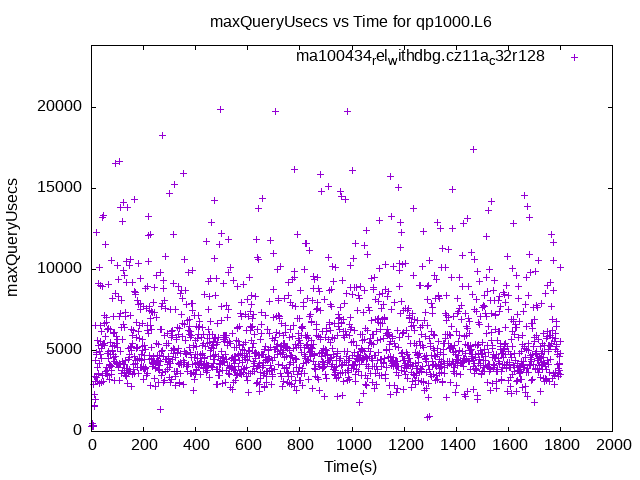 maxQueryUsecs vs Time for qp1000.L6
ma100434relwithdbg.cz11ac32r128
20000
15000
10000
5000
0
maxQueryUsecs
0 200 400 600 800 1000 1200 1400 1600 1800 2000
Time(s)